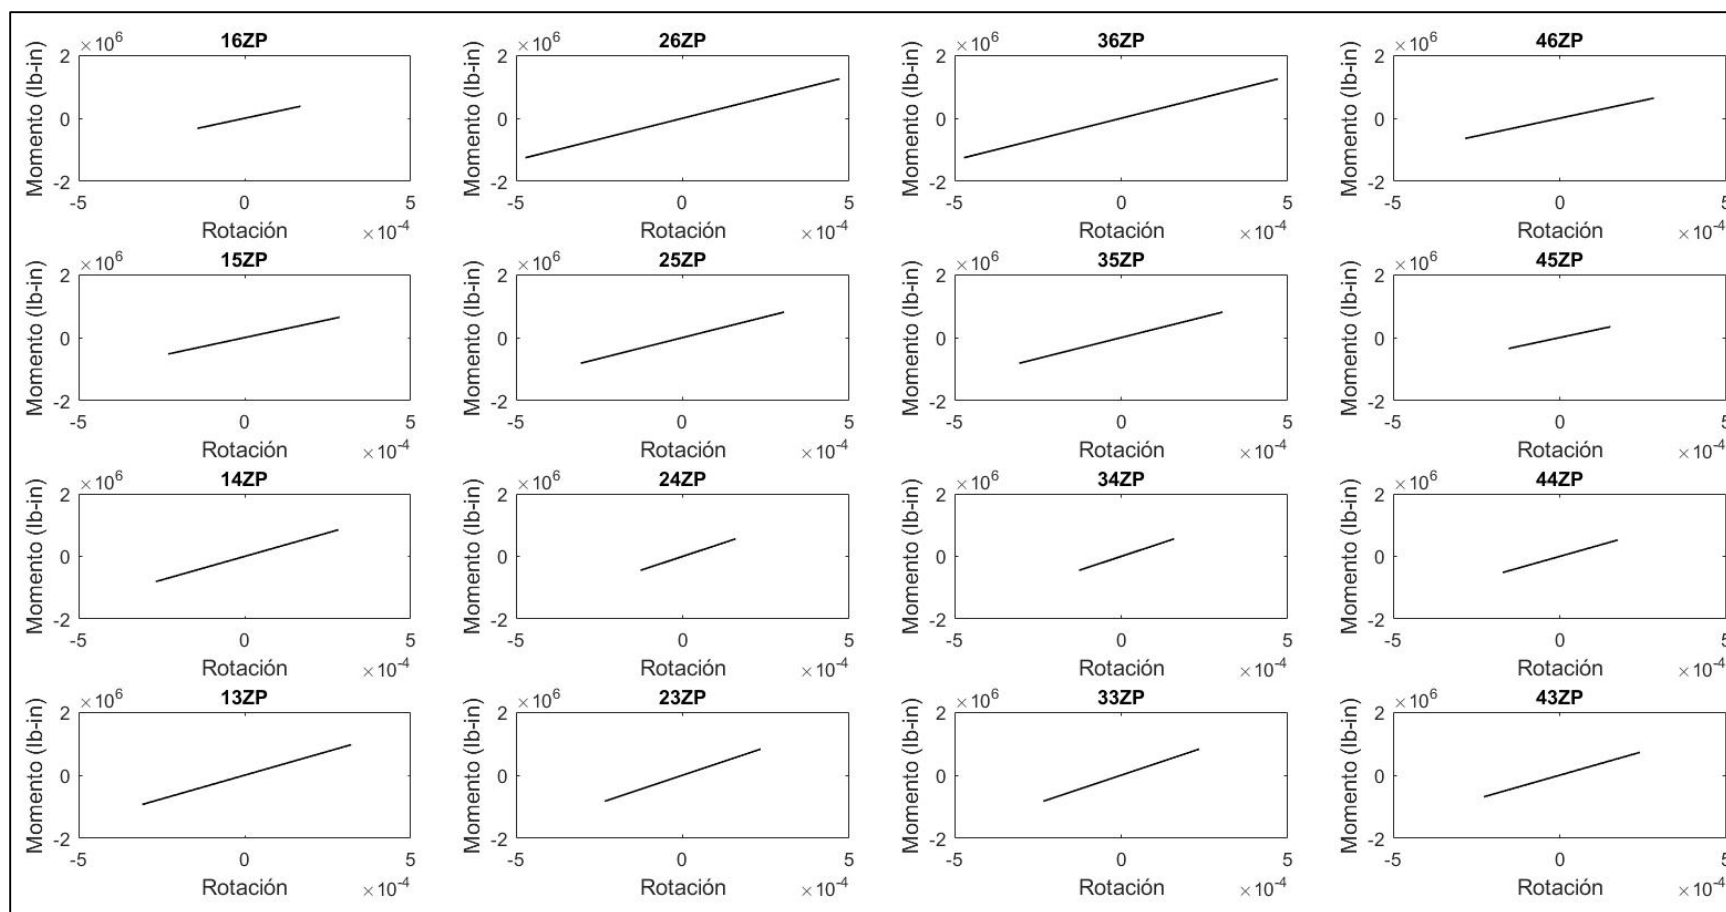 ×10⁶ 16ZP
Momento (lb-in)
2
0
-2
-5 0 5
Rotación ×10⁻⁴
×10⁶ 26ZP
Momento (lb-in)
2
0
-2
-5 0 5
Rotación ×10⁻⁴
×10⁶ 36ZP
Momento (lb-in)
2
0
-2
-5 0 5
Rotación ×10⁻⁴
×10⁶ 46ZP
Momento (lb-in)
2
0
-2
-5 0 5
Rotación ×10⁻⁴
×10⁶ 15ZP
Momento (lb-in)
2
0
-2
-5 0 5
Rotación ×10⁻⁴
×10⁶ 25ZP
Momento (lb-in)
2
0
-2
-5 0 5
Rotación ×10⁻⁴
×10⁶ 35ZP
Momento (lb-in)
2
0
-2
-5 0 5
Rotación ×10⁻⁴
×10⁶ 45ZP
Momento (lb-in)
2
0
-2
-5 0 5
Rotación ×10⁻⁴
×10⁶ 14ZP
Momento (lb-in)
2
0
-2
-5 0 5
Rotación ×10⁻⁴
×10⁶ 24ZP
Momento (lb-in)
2
0
-2
-5 0 5
Rotación ×10⁻⁴
×10⁶ 34ZP
Momento (lb-in)
2
0
-2
-5 0 5
Rotación ×10⁻⁴
×10⁶ 44ZP
Momento (lb-in)
2
0
-2
-5 0 5
Rotación ×10⁻⁴
×10⁶ 13ZP
Momento (lb-in)
2
0
-2
-5 0 5
Rotación ×10⁻⁴
×10⁶ 23ZP
Momento (lb-in)
2
0
-2
-5 0 5
Rotación ×10⁻⁴
×10⁶ 33ZP
Momento (lb-in)
2
0
-2
-5 0 5
Rotación ×10⁻⁴
×10⁶ 43ZP
Momento (lb-in)
2
0
-2
-5 0 5
Rotación ×10⁻⁴